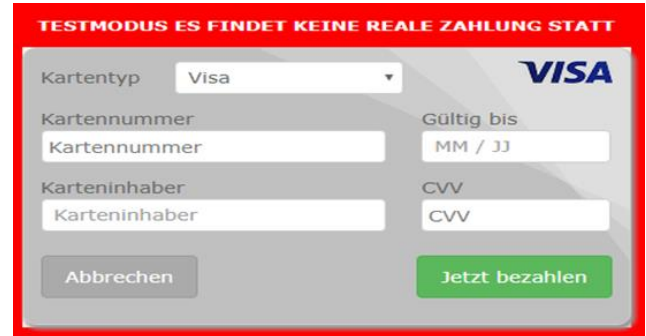 TESTMODUS ES FINDET KEINE REALE ZAHLUNG STATT
Kartentyp Visa VISA
Kartennummer Gültig bis
Kartennummer MM / JJ
Karteninhaber CVV
Karteninhaber CVV
Abbrechen Jetzt bezahlen